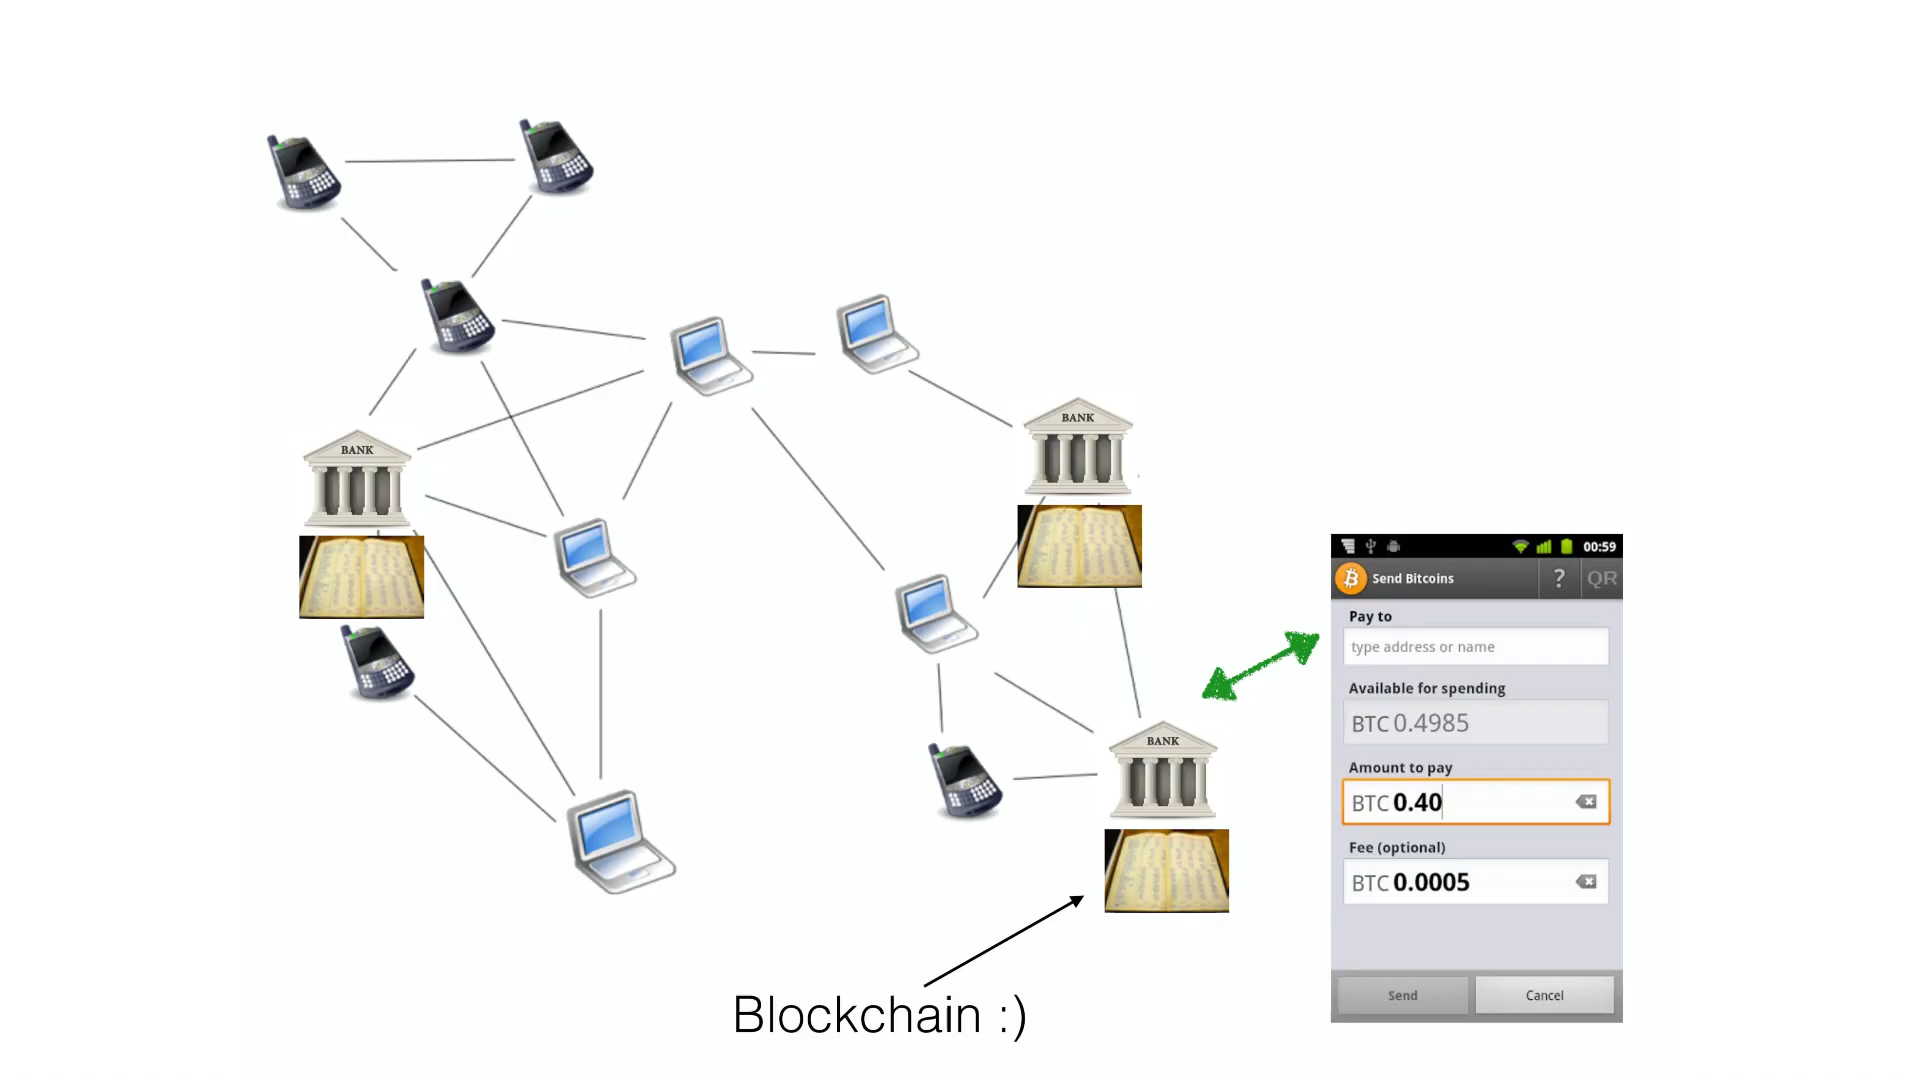 BANK
BANK
BANK
Blockchain :)
00:59
Send Bitcoins
?
QR
Pay to
type address or name
Available for spending
BTC 0.4985
Amount to pay
BTC 0.40
Fee (optional)
BTC 0.0005
Send
Cancel